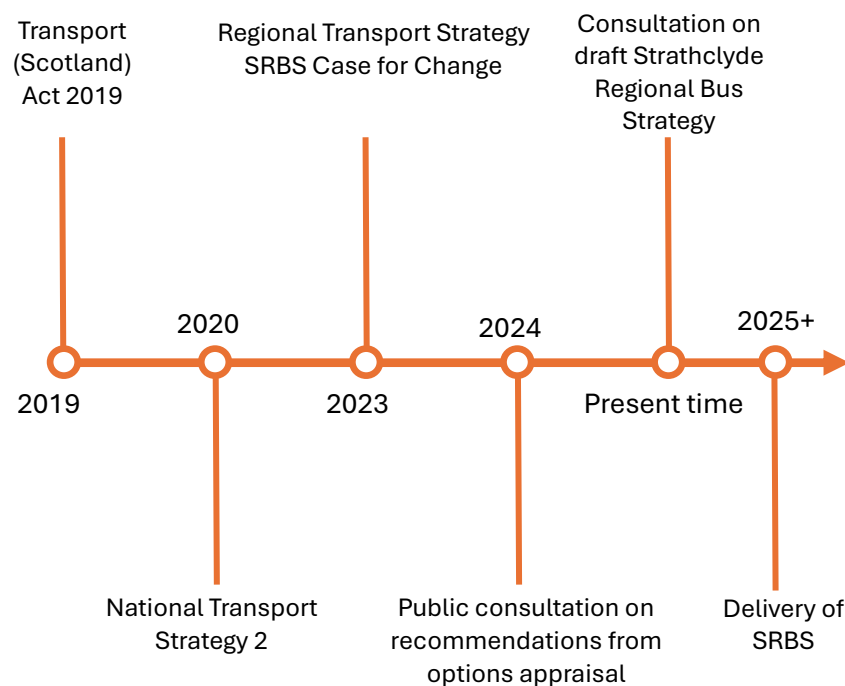 Transport
(Scotland)
Act 2019
Regional Transport Strategy
SRBS Case for Change
Consultation on
draft Strathclyde
Regional Bus
Strategy
2020
2024
2025+
2019
2023
Present time
National Transport
Strategy 2
Public consultation on
recommendations from
options appraisal
Delivery of
SRBS